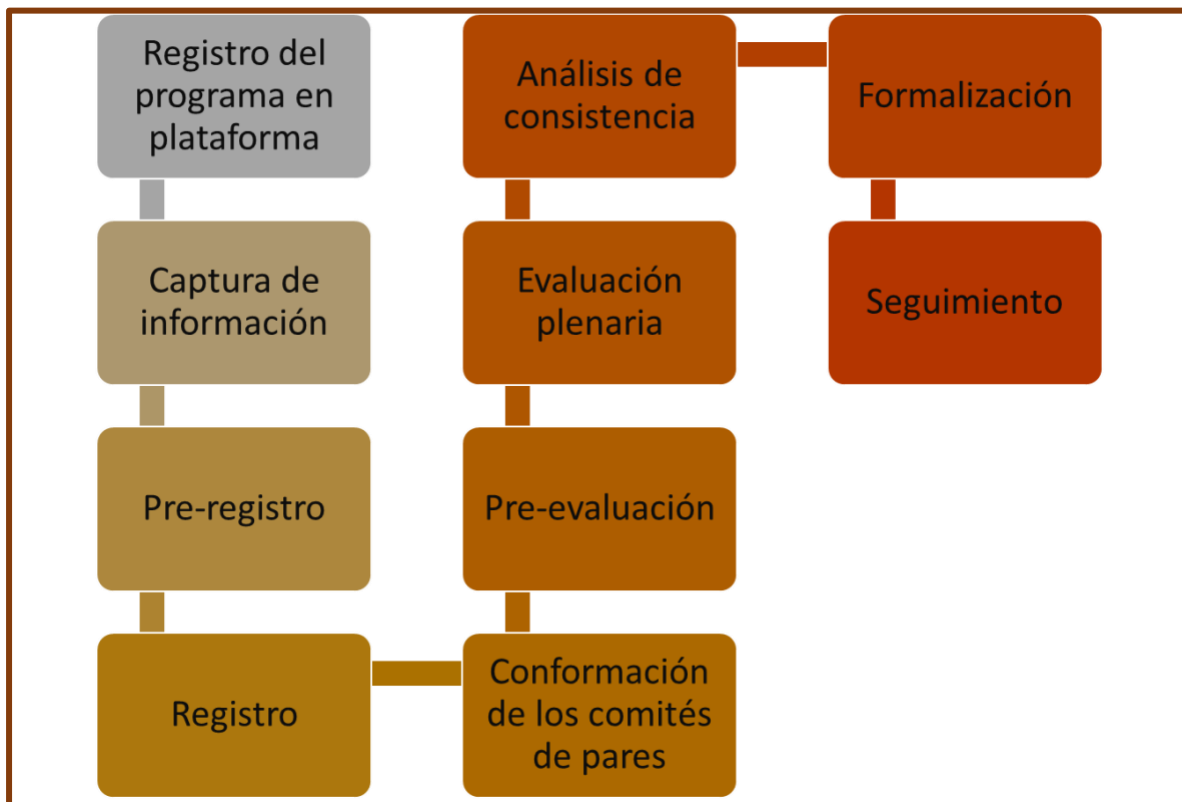 Registro del
programa en
plataforma
Captura de
información
Pre-registro
Registro
Conformación
de los comités
de pares
Pre-evaluación
Evaluación
plenaria
Análisis de
consistencia
Formalización
Seguimiento